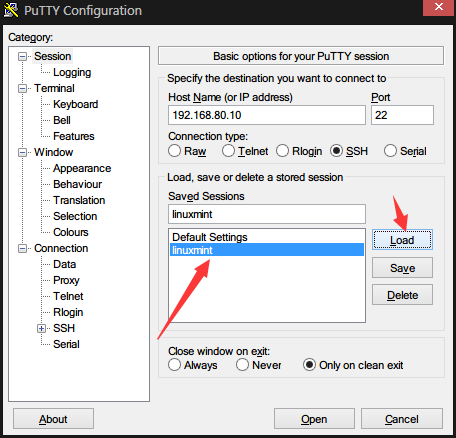 PuTTY Configuration
Category:
Session
Logging
Terminal
Keyboard
Bell
Features
Window
Appearance
Behaviour
Translation
Selection
Colours
Connection
Data
Proxy
Telnet
Rlogin
SSH
Serial
Basic options for your PuTTY session
Specify the destination you want to connect to
Host Name (or IP address) Port
192.168.80.10 22
Connection type:
Raw Telnet Rlogin SSH Serial
Load, save or delete a stored session
Saved Sessions
linuxmint
Default Settings
linuxmint
Load
Save
Delete
Close window on exit:
Always Never Only on clean exit
About Open Cancel